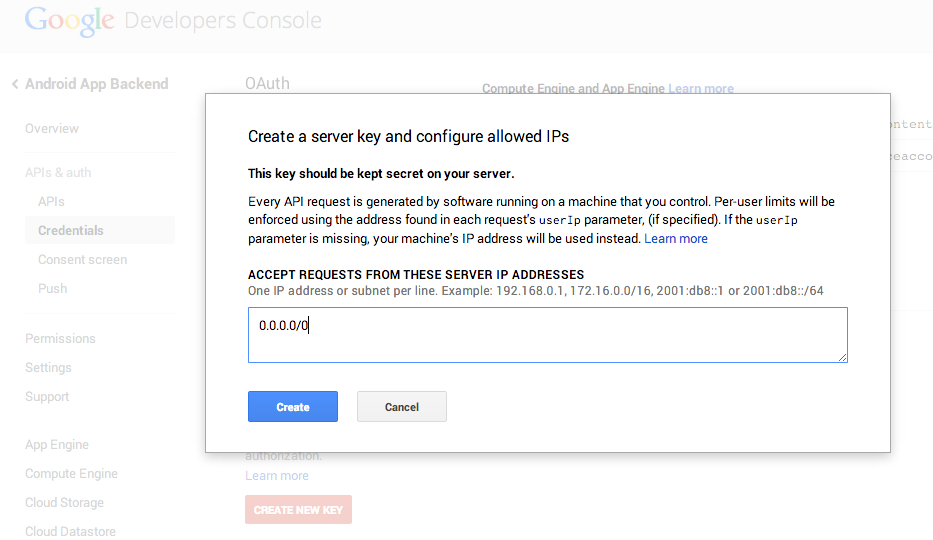 Google Developers Console
Android App Backend
OAuth
Compute Engine and App Engine Learn more
Overview
APIs & auth
APIs
Credentials
Consent screen
Push
Permissions
Settings
Support
App Engine
Compute Engine
Cloud Storage
Cloud Datastore
Create a server key and configure allowed IPs
This key should be kept secret on your server.
Every API request is generated by software running on a machine that you control. Per-user limits will be
enforced using the address found in each request's userIp parameter, (if specified). If the userIp
parameter is missing, your machine's IP address will be used instead. Learn more
ACCEPT REQUESTS FROM THESE SERVER IP ADDRESSES
One IP address or subnet per line. Example: 192.168.0.1, 172.16.0.0/16, 2001:db8::1 or 2001:db8::/64
0.0.0.0/0
Create
Cancel
authorization.
Learn more
CREATE NEW KEY